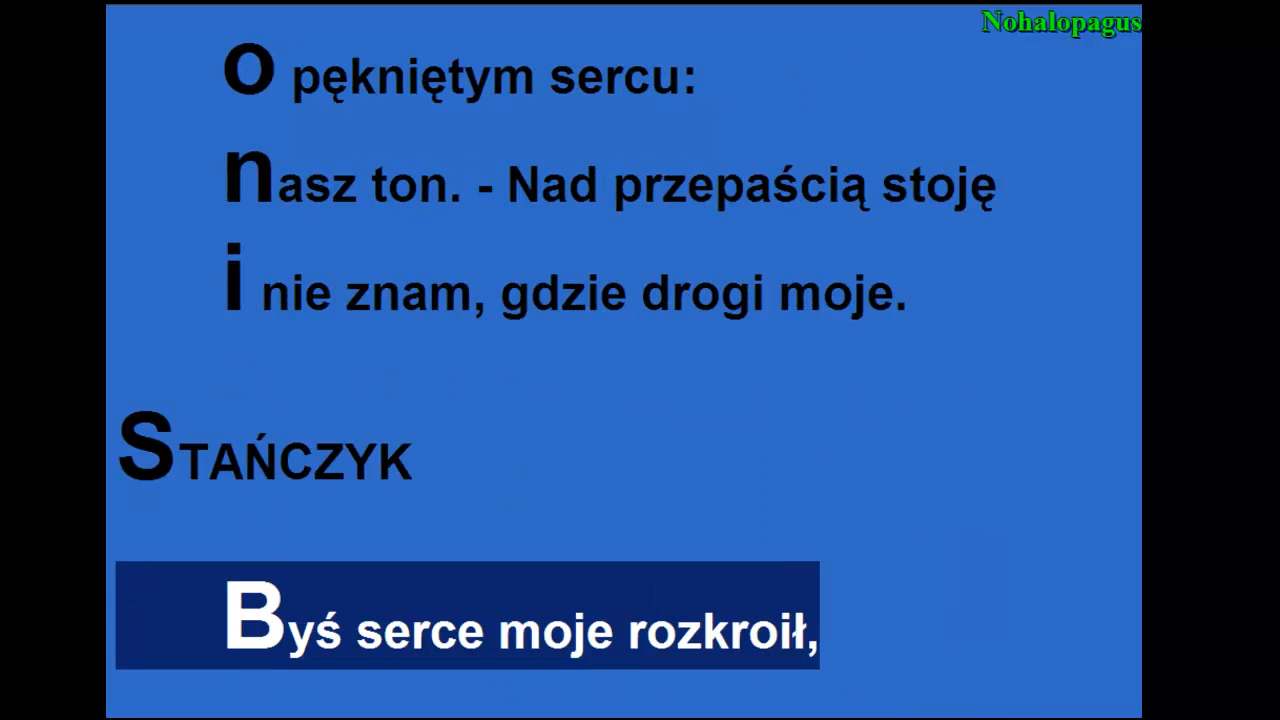 Nohalopagus
o pękniętym sercu:
nasz ton. - Nad przepaścią stoję
i nie znam, gdzie drogi moje.
STAŃCZYK
Byś serce moje rozkroił,